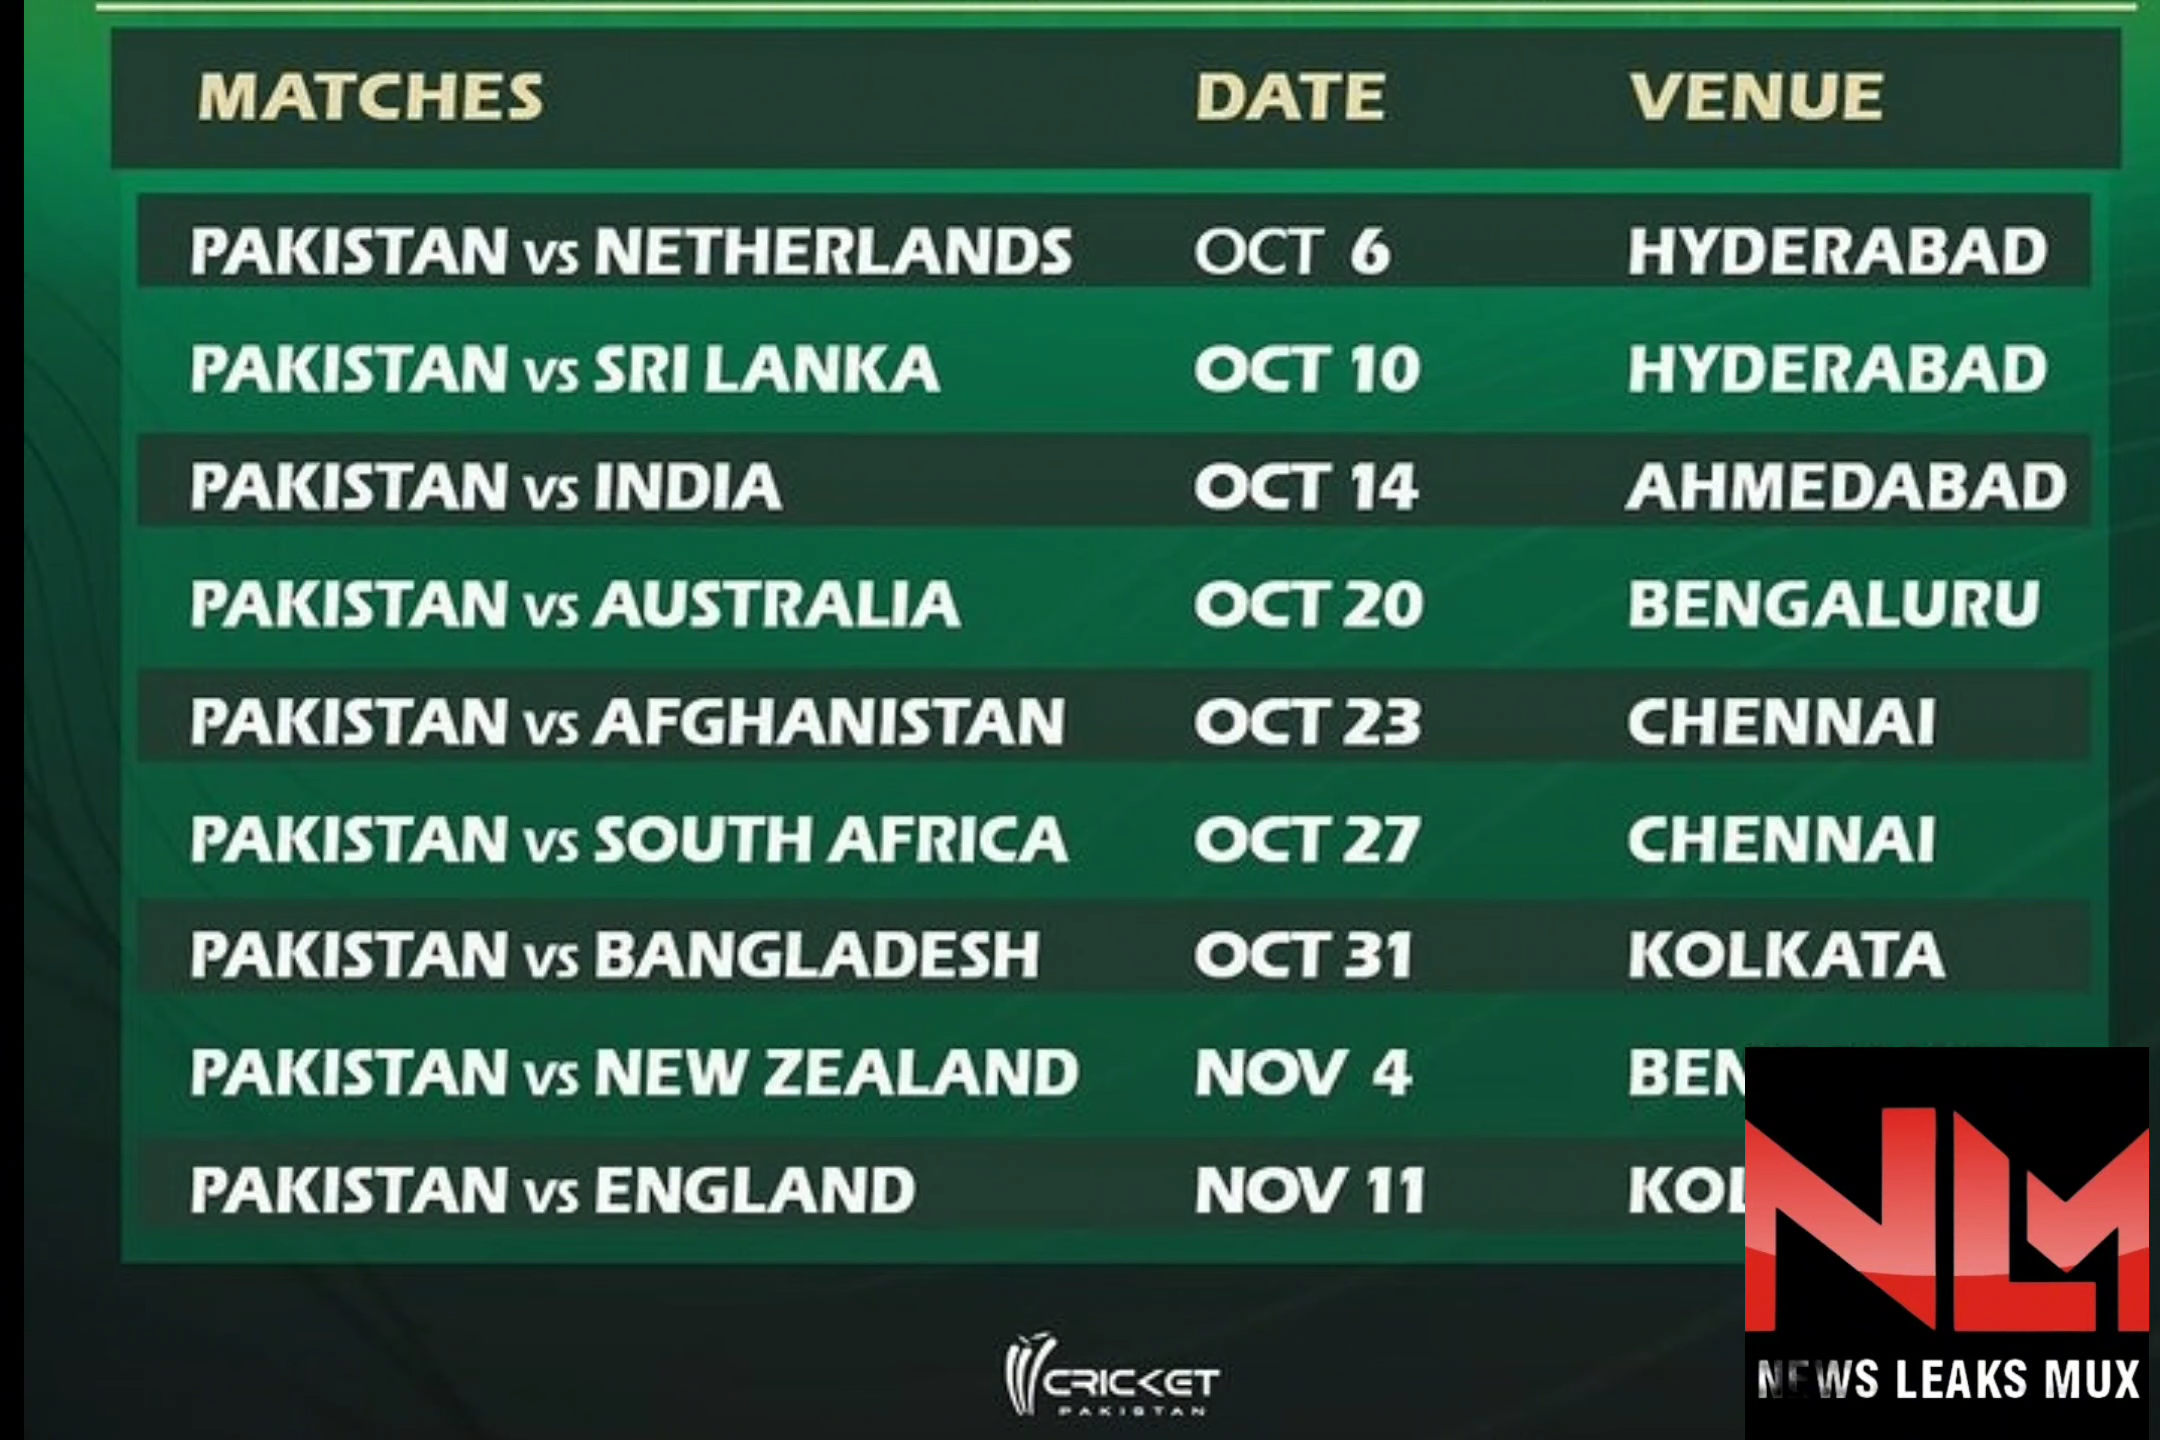 MATCHES DATE VENUE
PAKISTAN vs NETHERLANDS OCT 6 HYDERABAD
PAKISTAN vs SRI LANKA OCT 10 HYDERABAD
PAKISTAN vs INDIA OCT 14 AHMEDABAD
PAKISTAN vs AUSTRALIA OCT 20 BENGALURU
PAKISTAN vs AFGHANISTAN OCT 23 CHENNAI
PAKISTAN vs SOUTH AFRICA OCT 27 CHENNAI
PAKISTAN vs BANGLADESH OCT 31 KOLKATA
PAKISTAN vs NEW ZEALAND NOV 4
PAKISTAN vs ENGLAND NOV 11
NLM
NEWS LEAKS MUX
CRICKET
PAKISTAN